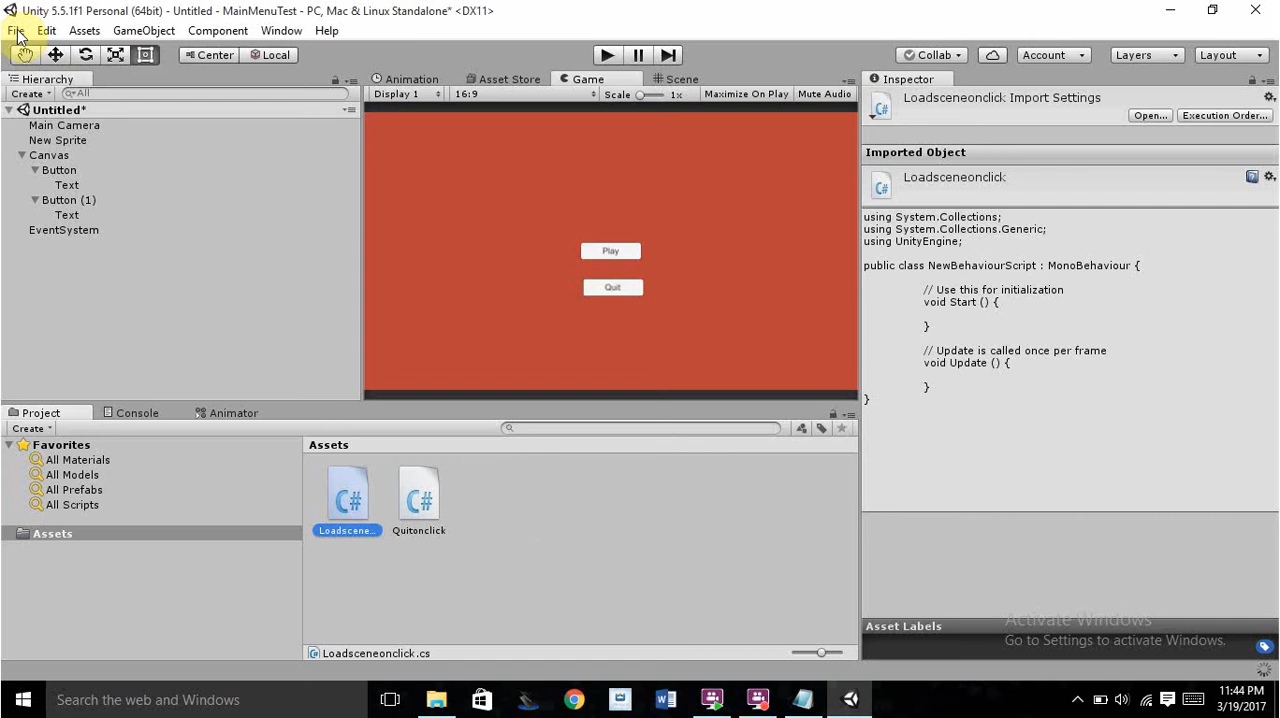 Unity 5.5.1f1 Personal (64bit) - Untitled - MainMenuTest - PC, Mac & Linux Standalone* <DX11>
File Edit Assets GameObject Component Window Help
Center Local Collab Account Layers Layout
Hierarchy
Create All
Untitled*
Main Camera
New Sprite
Canvas
Button
Text
Button (1)
Text
EventSystem
Animation Asset Store Game Scene
Display 1 16:9 Scale 1x Maximize On Play Mute Audio
Play
Quit
Inspector
Loadsceneonclick Import Settings
Open... Execution Order...
Imported Object
Loadsceneonclick
using System.Collections;
using System.Collections.Generic;
using UnityEngine;
public class NewBehaviourScript : MonoBehaviour {
// Use this for initialization
void Start () {
}
// Update is called once per frame
void Update () {
}
}
Project Console Animator
Create
Favorites
All Materials
All Models
All Prefabs
All Scripts
Assets
Assets
C# C#
Loadscene... Quitonclick
Loadsceneonclick.cs
Asset Labels
Activate Windows
Go to Settings to activate Windows.
Search the web and Windows
11:44 PM
3/19/2017